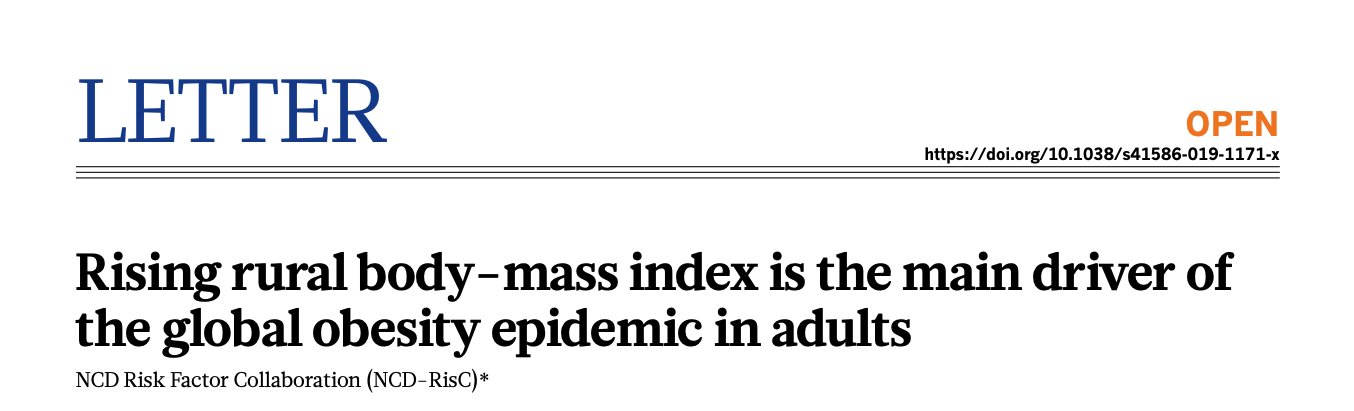 LETTER
OPEN
https://doi.org/10.1038/s41586-019-1171-x
Rising rural body–mass index is the main driver of
the global obesity epidemic in adults
NCD Risk Factor Collaboration (NCD-RisC)*